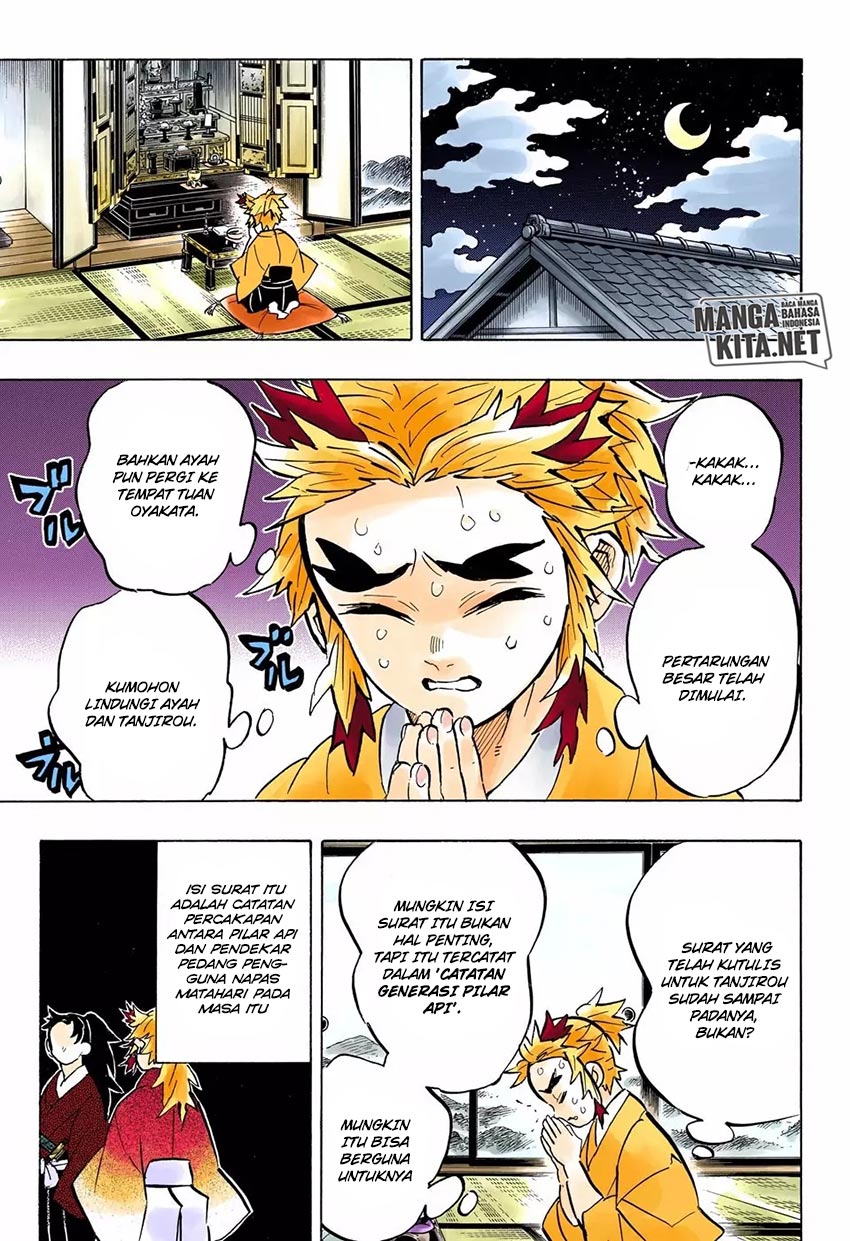 MANGA
KITA.NET
BACA MANGA
BAHASA
INDONESIA
-KAKAK...
KAKAK...
PERTARUNGAN
BESAR TELAH
DIMULAI.
BAHKAN AYAH
PUN PERGI KE
TEMPAT TUAN
OYAKATA.
KUMOHON
LINDUNGI AYAH
DAN TANJIROU.
ブル
ブル
ブル
SURAT YANG
TELAH KUTULIS
UNTUK TANJIROU
SUDAH SAMPAI
PADANYA,
BUKAN?
MUNGKIN ISI
SURAT ITU BUKAN
HAL PENTING,
TAPI ITU TERCATAT
DALAM 'CATATAN
GENERASI PILAR
API'.
MUNGKIN
ITU BISA
BERGUNA
UNTUKNYA
ISI SURAT ITU
ADALAH CATATAN
PERCAKAPAN
ANTARA PILAR API
DAN PENDEKAR
PEDANG PENG-
GUNA NAPAS
MATAHARI PADA
MASA ITU